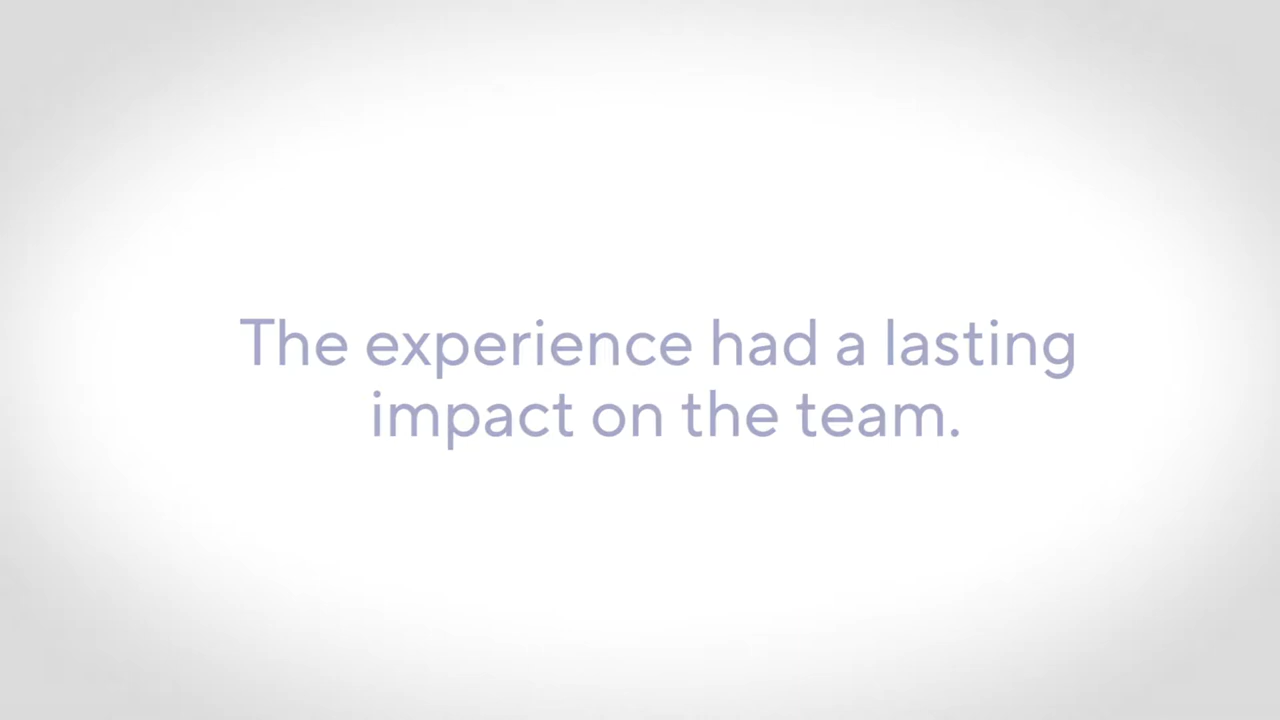 The experience had a lasting
impact on the team.